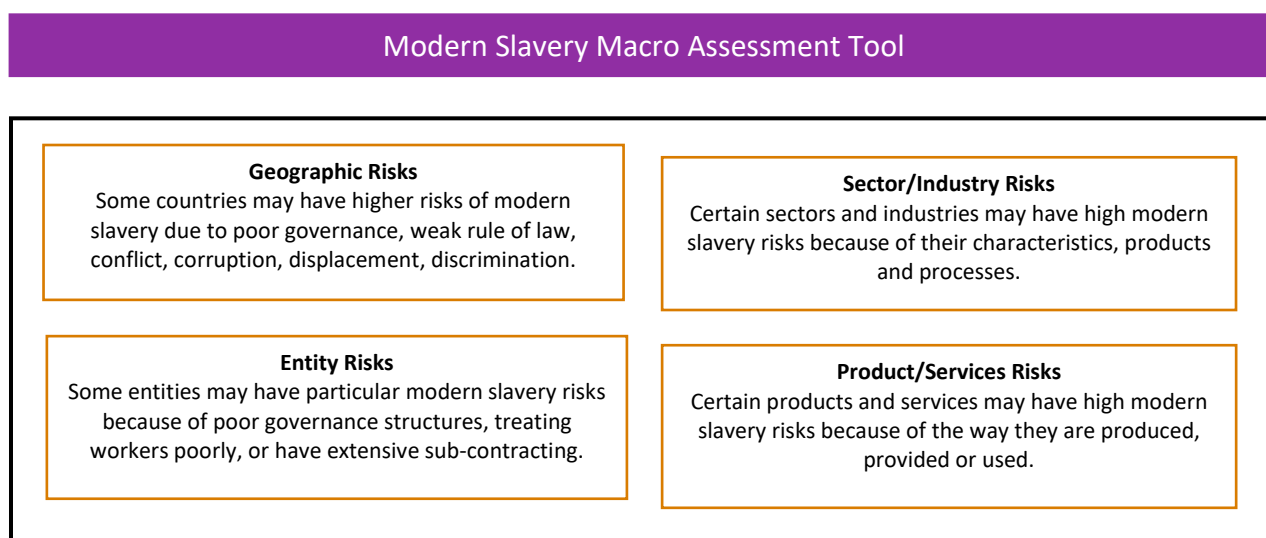 Modern Slavery Macro Assessment Tool
Geographic Risks
Some countries may have higher risks of modern
slavery due to poor governance, weak rule of law,
conflict, corruption, displacement, discrimination.
Sector/Industry Risks
Certain sectors and industries may have high modern
slavery risks because of their characteristics, products
and processes.
Entity Risks
Some entities may have particular modern slavery risks
because of poor governance structures, treating
workers poorly, or have extensive sub-contracting.
Product/Services Risks
Certain products and services may have high modern
slavery risks because of the way they are produced,
provided or used.